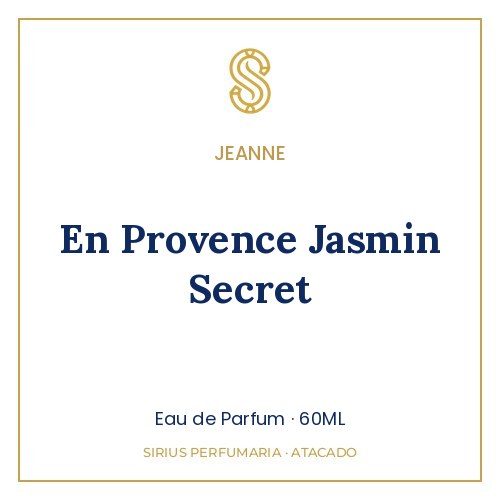 JEANNE
En Provence Jasmin
Secret
Eau de Parfum · 60ML
SIRIUS PERFUMARIA · ATACADO